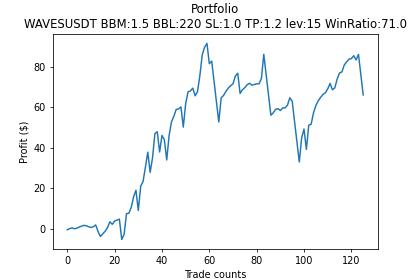 Portfolio
WAVESUSDT BBM:1.5 BBL:220 SL:1.0 TP:1.2 lev:15 WinRatio:71.0
80
60
40
20
0
Profit ($)
0 20 40 60 80 100 120
Trade counts